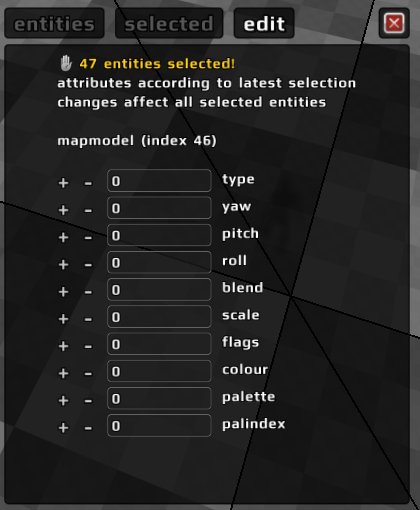 entities selected edit
47 entities selected!
attributes according to latest selection
changes affect all selected entities
mapmodel (index 46)
+ - 0 type
+ - 0 yaw
+ - 0 pitch
+ - 0 roll
+ - 0 blend
+ - 0 scale
+ - 0 flags
+ - 0 colour
+ - 0 palette
+ - 0 palindex